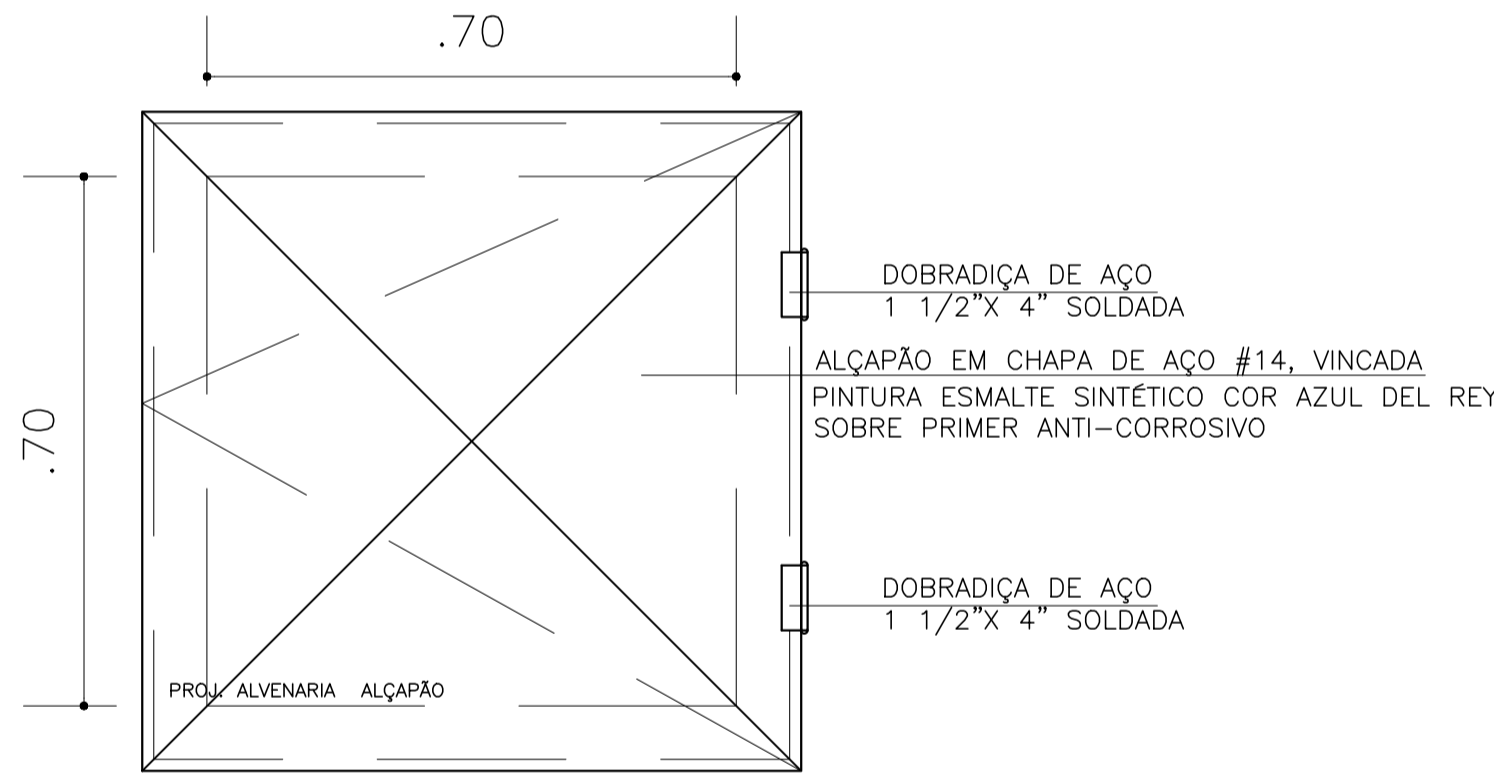 .70
.70
DOBRADIÇA DE AÇO
1 1/2”X 4” SOLDADA
ALÇAPÃO EM CHAPA DE AÇO #14, VINCADA
PINTURA ESMALTE SINTÉTICO COR AZUL DEL REY
SOBRE PRIMER ANTI-CORROSIVO
DOBRADIÇA DE AÇO
1 1/2”X 4” SOLDADA
PROJ. ALVENARIA ALÇAPÃO